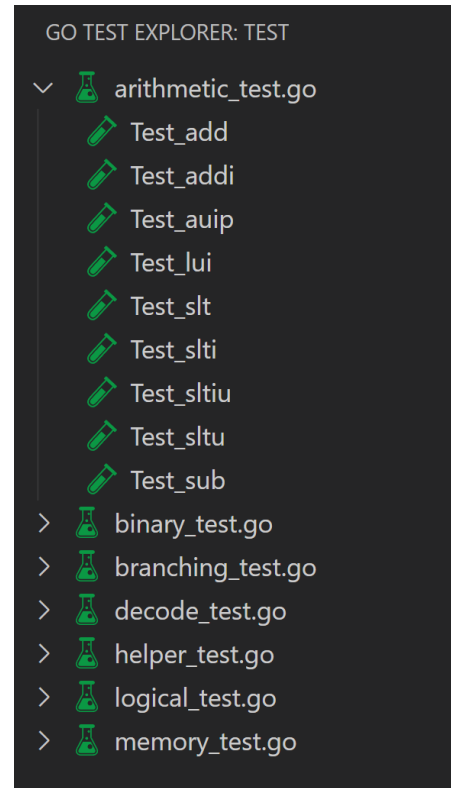 GO TEST EXPLORER: TEST
arithmetic_test.go
Test_add
Test_addi
Test_auip
Test_lui
Test_slt
Test_slti
Test_sltiu
Test_sltu
Test_sub
binary_test.go
branching_test.go
decode_test.go
helper_test.go
logical_test.go
memory_test.go